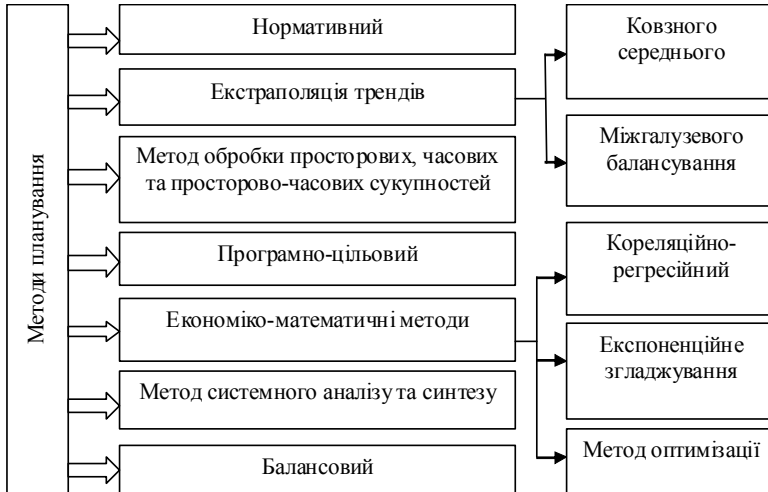 Методи планування
Нормативний
Екстраполяція трендів
Метод обробки просторових, часових
та просторово-часових сукупностей
Програмно-цільовий
Економіко-математичні методи
Метод системного аналізу та синтезу
Балансовий
Ковзного
середнього
Міжгалузевого
балансування
Кореляційно-
регресійний
Експоненційне
згладжування
Метод оптимізації